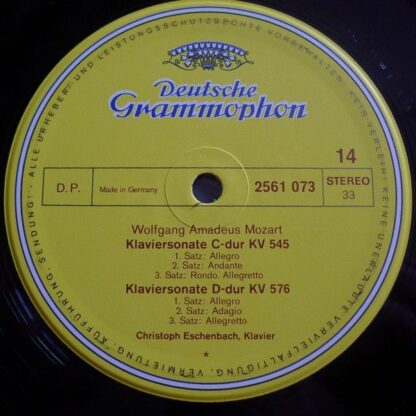 ALLE URHEBER- UND LEISTUNGSSCHUTZRECHTE VORBEHALTEN. KEIN VERLEIH! KEINE UNERLAUBTE VERVIELFÄLTIGUNG, VERMIETUNG, AUFFÜHRUNG, SENDUNG!
Deutsche
Grammophon
14
D.P.
Made in Germany
2561 073
STEREO
33
Wolfgang Amadeus Mozart
Klaviersonate C-dur KV 545
1. Satz: Allegro
2. Satz: Andante
3. Satz: Rondo. Allegretto
Klaviersonate D-dur KV 576
1. Satz: Allegro
2. Satz: Adagio
3. Satz: Allegretto
Christoph Eschenbach, Klavier
*